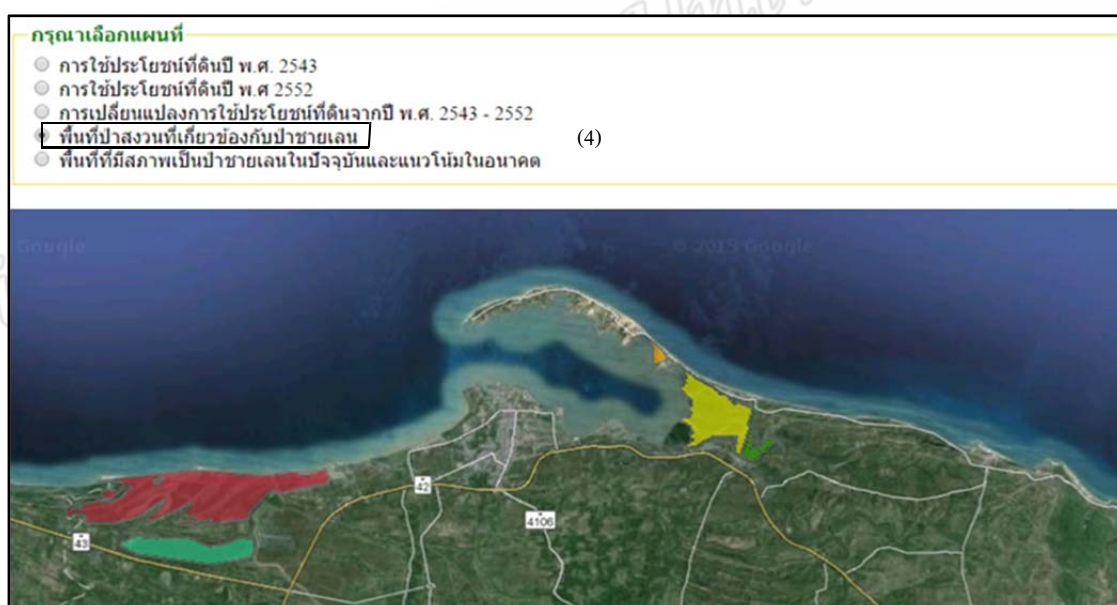 กรุณาเลือกแผนที่
การใช้ประโยชน์ที่ดินปี พ.ศ. 2543
การใช้ประโยชน์ที่ดินปี พ.ศ 2552
การเปลี่ยนแปลงการใช้ประโยชน์ที่ดินจากปี พ.ศ. 2543 - 2552
พื้นที่ป่าสงวนที่เกี่ยวข้องกับป่าชายเลน (4)
พื้นที่ที่มีสภาพเป็นป่าชายเลนในปัจจุบันและแนวโน้มในอนาคต
Google © 2015 Google
42
4106
43